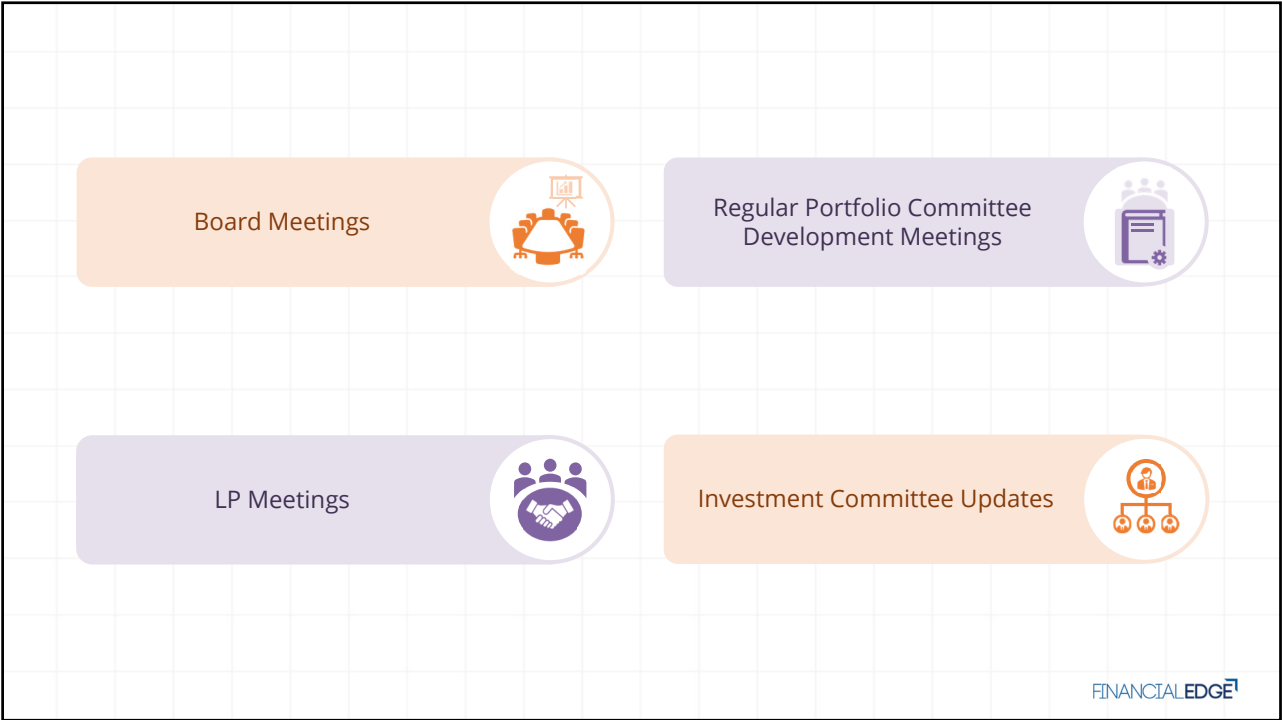 Board Meetings
Regular Portfolio Committee
Development Meetings
LP Meetings
Investment Committee Updates
FINANCIALEDGE